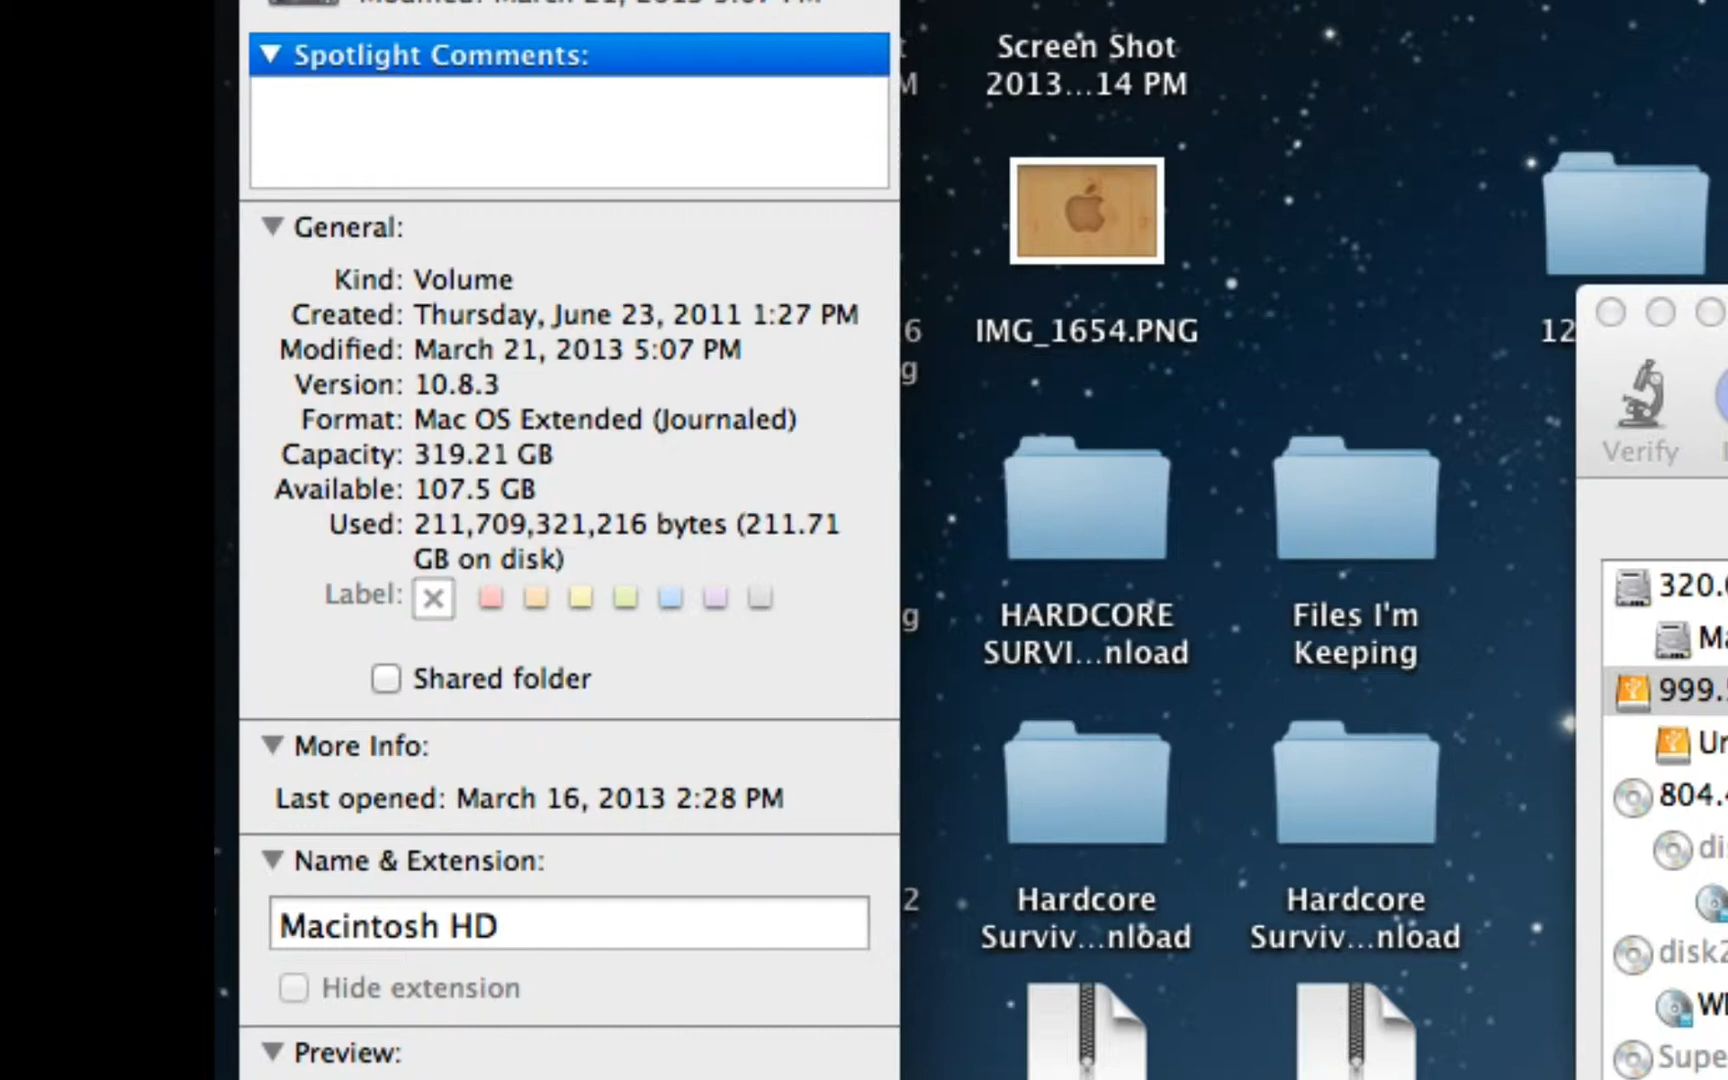 Spotlight Comments:
General:
Kind: Volume
Created: Thursday, June 23, 2011 1:27 PM
Modified: March 21, 2013 5:07 PM
Version: 10.8.3
Format: Mac OS Extended (Journaled)
Capacity: 319.21 GB
Available: 107.5 GB
Used: 211,709,321,216 bytes (211.71
GB on disk)
Label:
Shared folder
More Info:
Last opened: March 16, 2013 2:28 PM
Name & Extension:
Macintosh HD
Hide extension
Preview:
Screen Shot
2013...14 PM
IMG_1654.PNG
HARDCORE
SURVI...nload
Files I'm
Keeping
Hardcore
Surviv...nload
Hardcore
Surviv...nload
12
Verify
320.
Ma
999.
804.
disk2
Supe